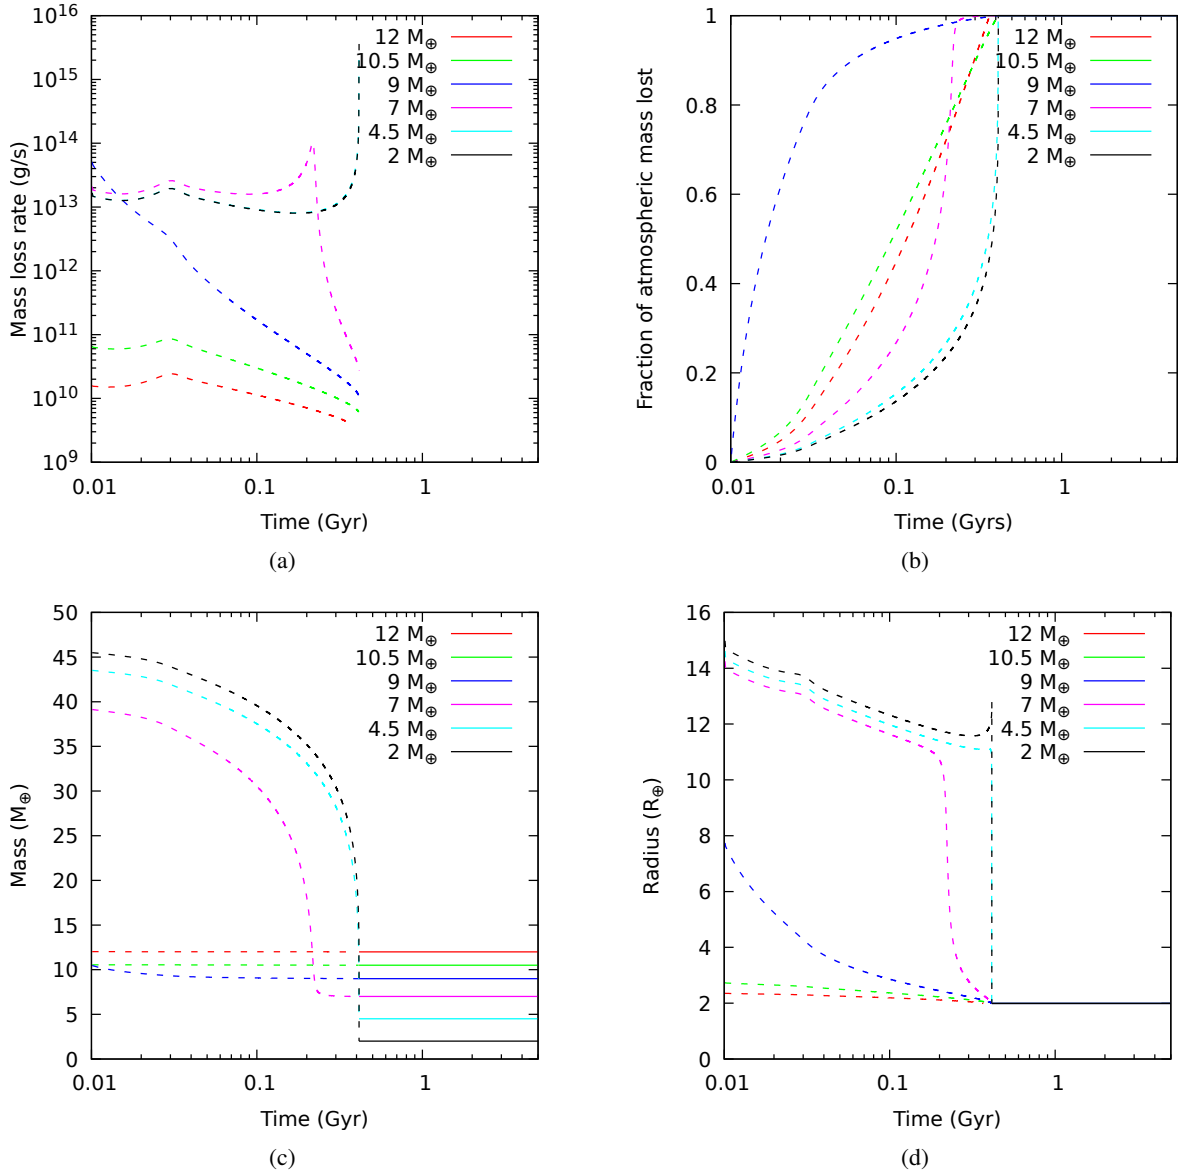 Mass loss rate (g/s)
10^16
10^15
10^14
10^13
10^12
10^11
10^10
10^9
12 M⊕
10.5 M⊕
9 M⊕
7 M⊕
4.5 M⊕
2 M⊕
0.01 0.1 1
Time (Gyr)
(a)
Fraction of atmospheric mass lost
1
0.8
0.6
0.4
0.2
0
12 M⊕
10.5 M⊕
9 M⊕
7 M⊕
4.5 M⊕
2 M⊕
0.01 0.1 1
Time (Gyrs)
(b)
Mass (M⊕)
50
45
40
35
30
25
20
15
10
5
0
12 M⊕
10.5 M⊕
9 M⊕
7 M⊕
4.5 M⊕
2 M⊕
0.01 0.1 1
Time (Gyr)
(c)
Radius (R⊕)
16
14
12
10
8
6
4
2
0
12 M⊕
10.5 M⊕
9 M⊕
7 M⊕
4.5 M⊕
2 M⊕
0.01 0.1 1
Time (Gyr)
(d)